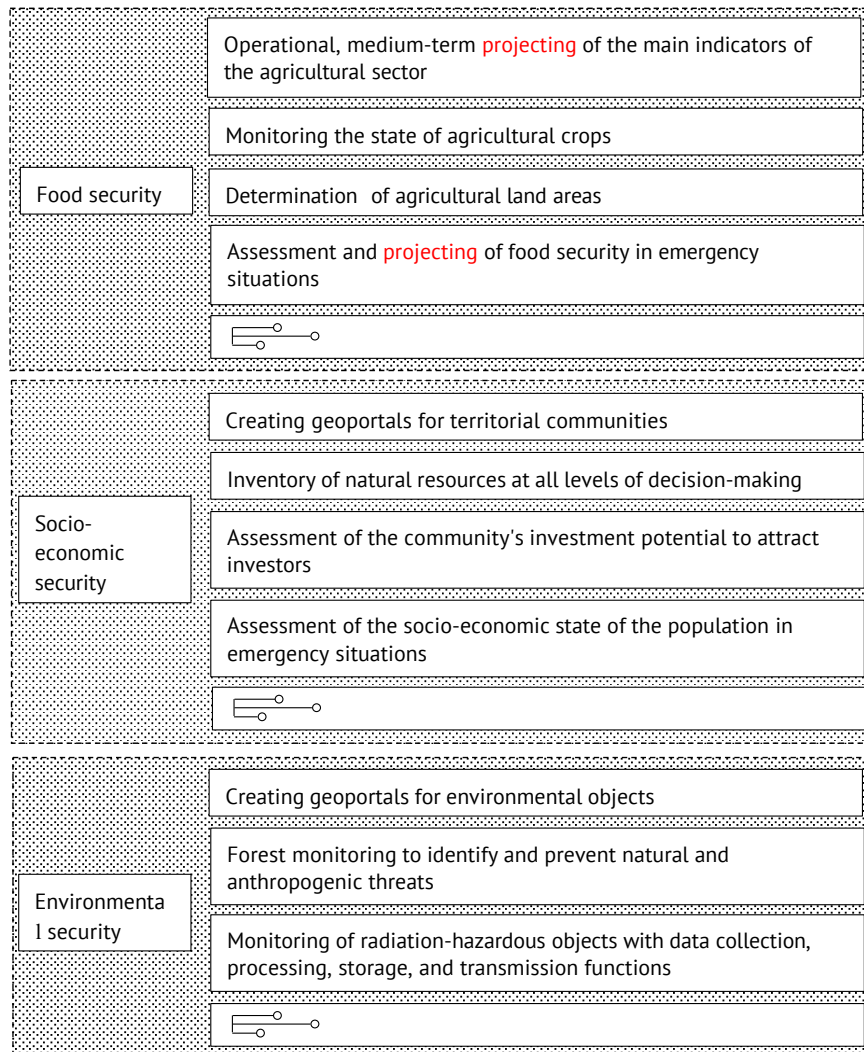 Operational, medium-term projecting of the main indicators of
the agricultural sector
Monitoring the state of agricultural crops
Food security
Determination of agricultural land areas
Assessment and projecting of food security in emergency
situations
Creating geoportals for territorial communities
Inventory of natural resources at all levels of decision-making
Socio-
economic
security
Assessment of the community's investment potential to attract
investors
Assessment of the socio-economic state of the population in
emergency situations
Creating geoportals for environmental objects
Forest monitoring to identify and prevent natural and
anthropogenic threats
Environmenta
l security
Monitoring of radiation-hazardous objects with data collection,
processing, storage, and transmission functions